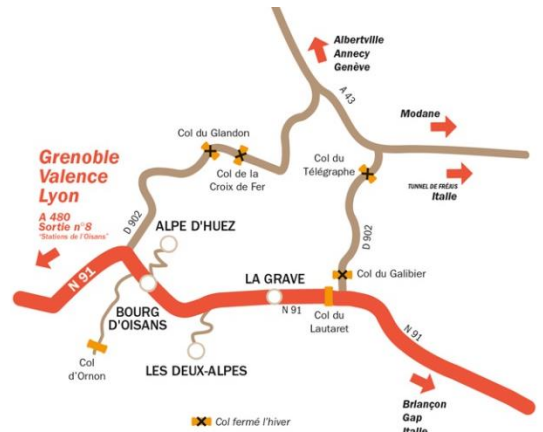 Albertville
Annecy
Genève
A 43
Modane
Col du Glandon
Col de la
Croix de Fer
Col du
Télégraphe
TUNNEL DE FRÉJUS
Italie
Grenoble
Valence
Lyon
A 480
Sortie n°8
"Stations de l'Oisans"
D 902
ALPE D'HUEZ
D 902
N 91
LA GRAVE
Col du Galibier
BOURG
D'OISANS
N 91
Col du
Lautaret
N 91
Col
d'Ornon
LES DEUX-ALPES
Briançon
Gap
Italie
Col fermé l'hiver